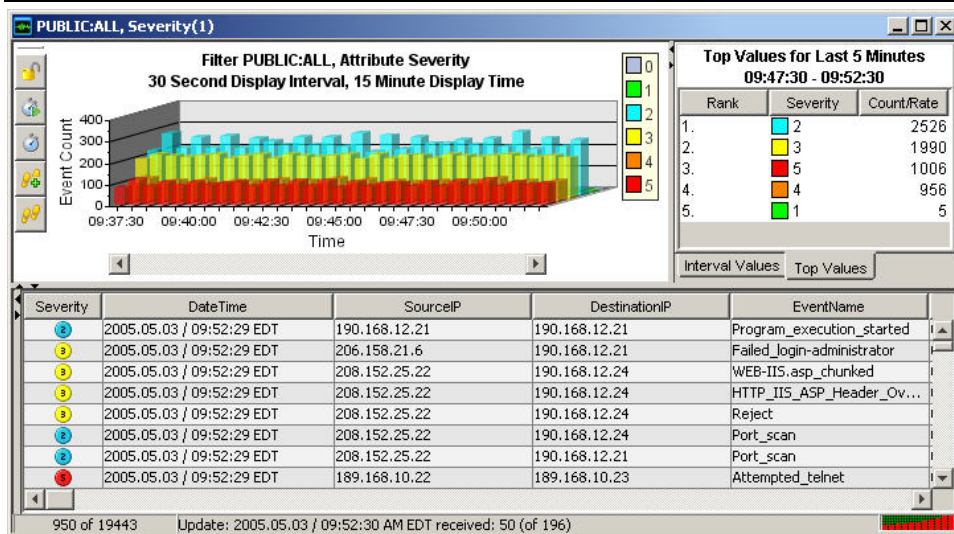 PUBLIC:ALL, Severity(1)
Filter PUBLIC:ALL, Attribute Severity
30 Second Display Interval, 15 Minute Display Time
Event Count
400
300
200
100
0
09:37:30 09:40:00 09:42:30 09:45:00 09:47:30 09:50:00
Time
0
1
2
3
4
5
Top Values for Last 5 Minutes
09:47:30 - 09:52:30
Rank Severity Count/Rate
1. 2 2526
2. 3 1990
3. 5 1006
4. 4 956
5. 1 5
Interval Values Top Values
Severity DateTime SourceIP DestinationIP EventName
2 2005.05.03 / 09:52:29 EDT 190.168.12.21 190.168.12.21 Program_execution_started
3 2005.05.03 / 09:52:29 EDT 206.158.21.6 190.168.12.21 Failed_login-administrator
3 2005.05.03 / 09:52:29 EDT 208.152.25.22 190.168.12.24 WEB-IIS.asp_chunked
3 2005.05.03 / 09:52:29 EDT 208.152.25.22 190.168.12.24 HTTP_IIS_ASP_Header_Ov...
3 2005.05.03 / 09:52:29 EDT 208.152.25.22 190.168.12.24 Reject
2 2005.05.03 / 09:52:29 EDT 208.152.25.22 190.168.12.24 Port_scan
2 2005.05.03 / 09:52:29 EDT 208.152.25.22 190.168.12.21 Port_scan
5 2005.05.03 / 09:52:29 EDT 189.168.10.22 189.168.10.23 Attempted_telnet
950 of 19443 Update: 2005.05.03 / 09:52:30 AM EDT received: 50 (of 196)